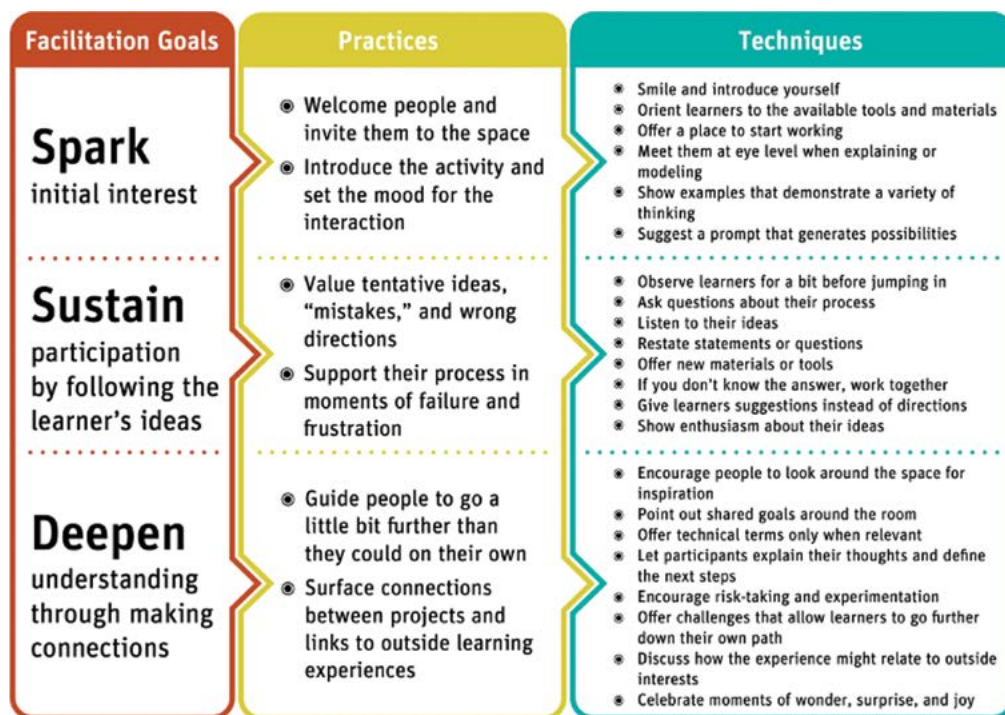 Facilitation Goals
Practices
Techniques
Spark
initial interest
◉ Welcome people and
invite them to the space
◉ Introduce the activity and
set the mood for the
interaction
◉ Smile and introduce yourself
◉ Orient learners to the available tools and materials
◉ Offer a place to start working
◉ Meet them at eye level when explaining or
modeling
◉ Show examples that demonstrate a variety of
thinking
◉ Suggest a prompt that generates possibilities
Sustain
participation
by following the
learner’s ideas
◉ Value tentative ideas,
“mistakes,” and wrong
directions
◉ Support their process in
moments of failure and
frustration
◉ Observe learners for a bit before jumping in
◉ Ask questions about their process
◉ Listen to their ideas
◉ Restate statements or questions
◉ Offer new materials or tools
◉ If you don’t know the answer, work together
◉ Give learners suggestions instead of directions
◉ Show enthusiasm about their ideas
Deepen
understanding
through making
connections
◉ Guide people to go a
little bit further than
they could on their own
◉ Surface connections
between projects and
links to outside learning
experiences
◉ Encourage people to look around the space for
inspiration
◉ Point out shared goals around the room
◉ Offer technical terms only when relevant
◉ Let participants explain their thoughts and define
the next steps
◉ Encourage risk-taking and experimentation
◉ Offer challenges that allow learners to go further
down their own path
◉ Discuss how the experience might relate to outside
interests
◉ Celebrate moments of wonder, surprise, and joy